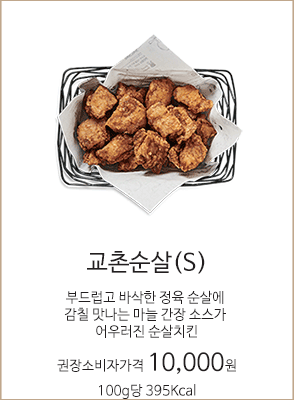 교촌순살(S)
부드럽고 바삭한 정육 순살에
감칠 맛나는 마늘 간장 소스가
어우러진 순살치킨
권장소비자가격 10,000원
100g당 395Kcal